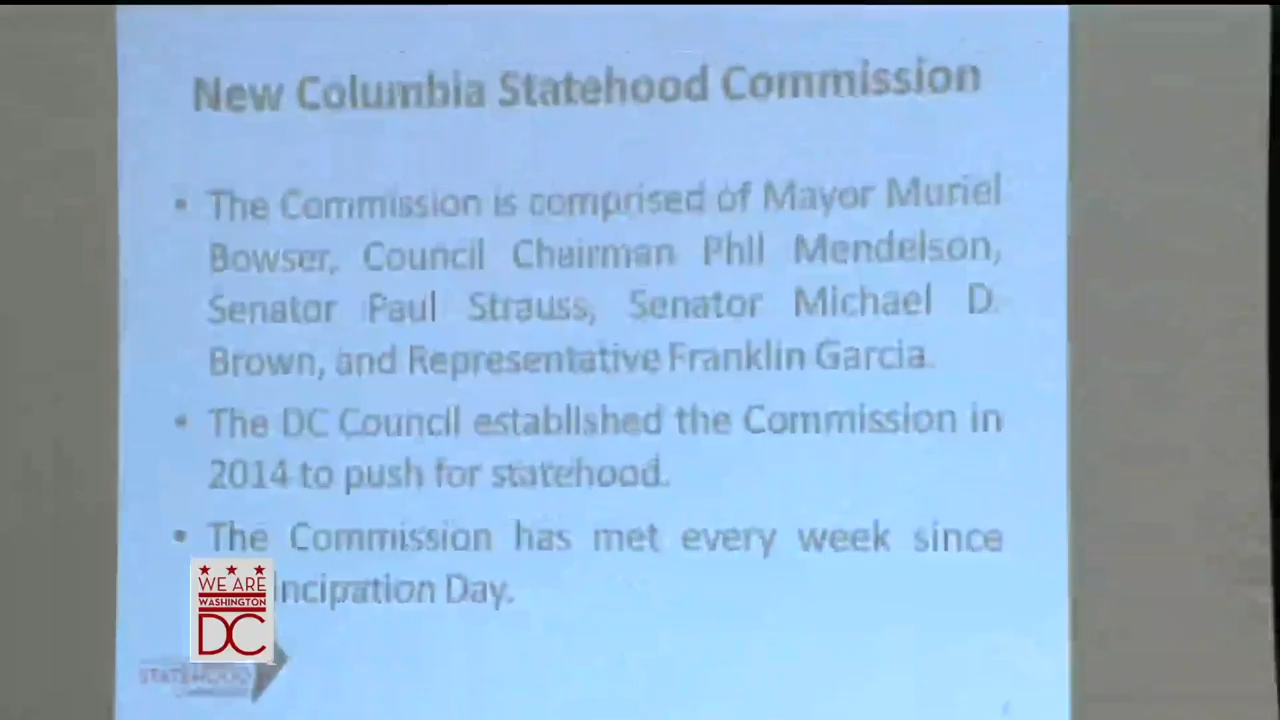 New Columbia Statehood Commission
• The Commission is comprised of Mayor Muriel
Bowser, Council Chairman Phil Mendelson,
Senator Paul Strauss, Senator Michael D.
Brown, and Representative Franklin Garcia.
• The DC Council established the Commission in
2014 to push for statehood.
• The Commission has met every week since
ncipation Day.
WE ARE
WASHINGTON
DC
STATEHOOD